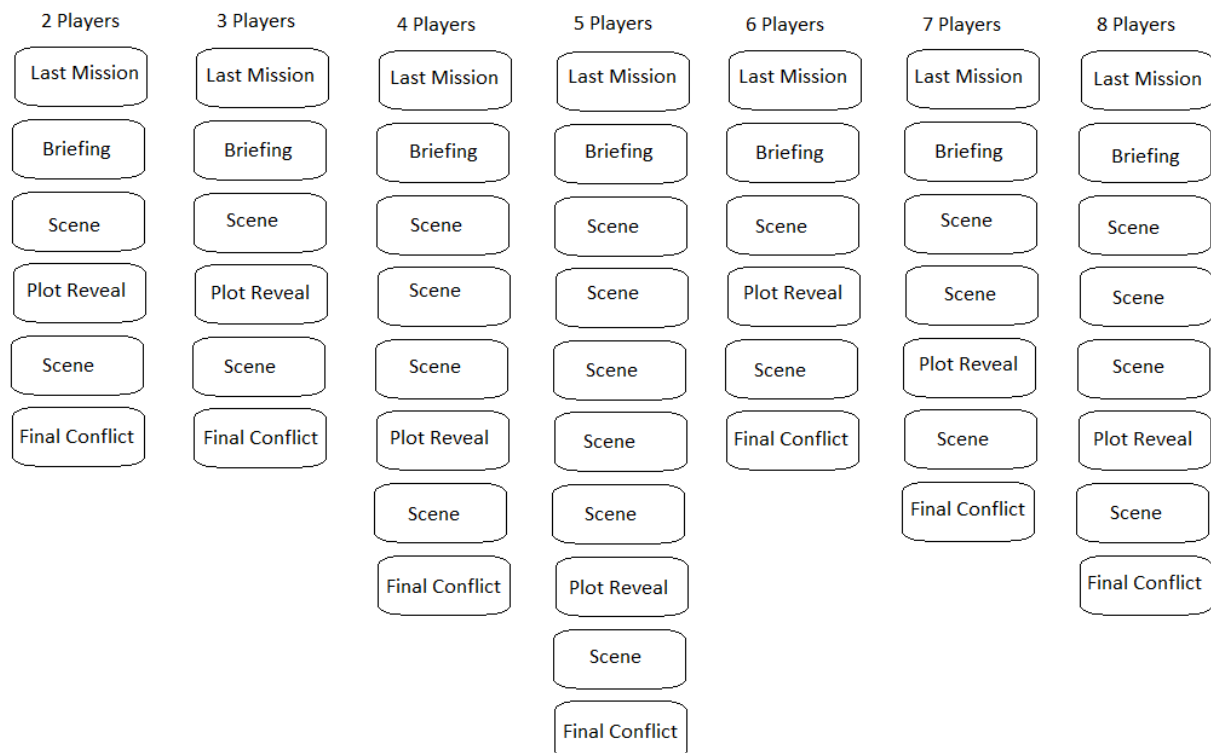 2 Players
Last Mission
Briefing
Scene
Plot Reveal
Scene
Final Conflict
3 Players
Last Mission
Briefing
Scene
Plot Reveal
Scene
Final Conflict
4 Players
Last Mission
Briefing
Scene
Scene
Scene
Plot Reveal
Scene
Final Conflict
5 Players
Last Mission
Briefing
Scene
Scene
Scene
Scene
Scene
Plot Reveal
Scene
Final Conflict
6 Players
Last Mission
Briefing
Scene
Plot Reveal
Scene
Final Conflict
7 Players
Last Mission
Briefing
Scene
Scene
Plot Reveal
Scene
Final Conflict
8 Players
Last Mission
Briefing
Scene
Scene
Scene
Plot Reveal
Scene
Final Conflict